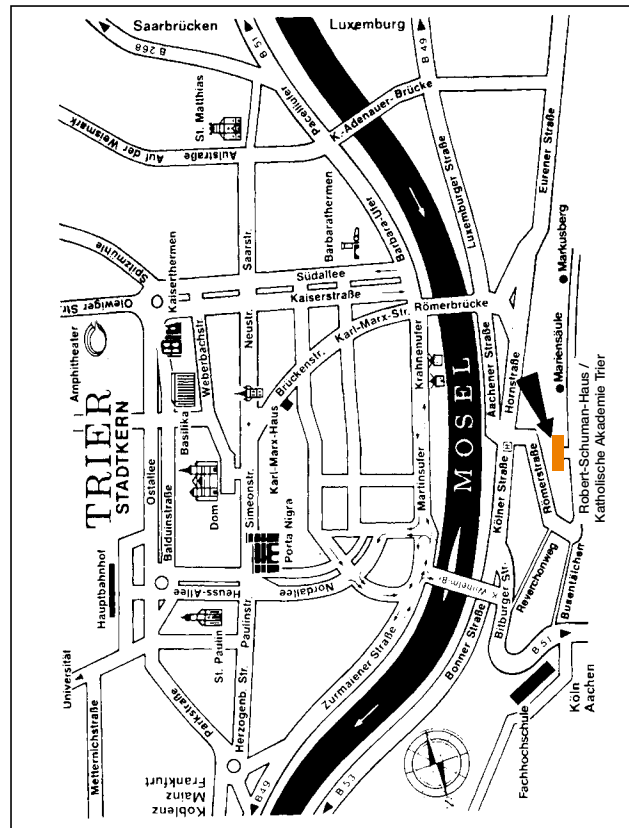 TRIER
STADTKERN
MOSEL
Saarbrücken
Luxemburg
B 268
B 51
B 49
St. Matthias
Pacelliufer
K.-Adenauer-Brücke
Auf der Weismark
Aulstraße
Luxemburger Straße
Eurener Straße
Spitzmühle
Kaiserthermen
Saarstr.
Barbarathermen
Barbara-Ufer
Südallee
Kaiserstraße
Olewiger Str.
Römerbrücke
Markusberg
Amphitheater
Weberbachstr.
Neustr.
Karl-Marx-Str.
Brückenstr.
Krahnenufer
Aachener Straße
Hornstraße
Mariensäule
Basilika
Karl-Marx-Haus
Ostallee
Balduinstraße
Dom
Simeonstr.
Martinsufer
Kölner Straße
H
Römerstraße
Robert-Schuman-Haus /
Katholische Akademie Trier
Hauptbahnhof
Porta Nigra
Heuss-Allee
Nordallee
Bitburger Str.
Reverchonweg
Busentälchen
Universität
St. Paulin
Paulinstr.
Zurmaiener Straße
Bonner Straße
B 51
Metternichstraße
Parkstraße
Herzogenb. Str.
Fachhochschule
Köln
Aachen
Koblenz
Mainz
Frankfurt
B 49
B 53